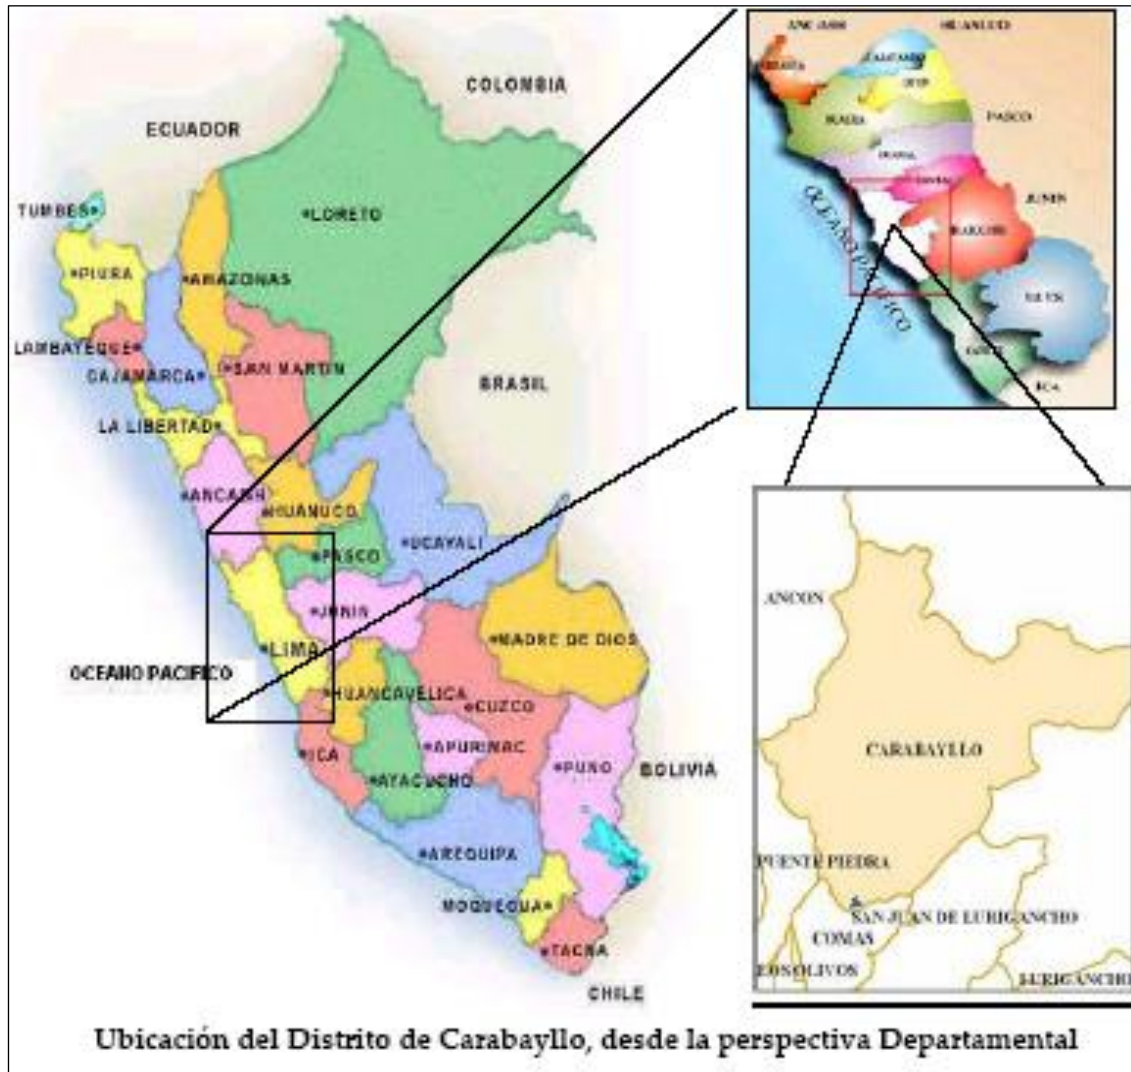 COLOMBIA
ECUADOR
TUMBES
LORETO
PIURA
AMAZONAS
LAMBAYEQUE
CAJAMARCA
SAN MARTIN
BRASIL
LA LIBERTAD
ANCASH
HUANUCO
UCAYALI
PASCO
JUNIN
MADRE DE DIOS
LIMA
OCEANO PACIFICO
HUANCAVELICA
CUZCO
ICA
APURIMAC
PUNO
BOLIVIA
AYACUCHO
AREQUIPA
MOQUEGUA
TACNA
CHILE
ANCASH
HUANUCO
PASCO
JUNIN
OCEANO PACIFICO
ICA
ANCON
CARABAYLLO
PUENTE PIEDRA
SAN JUAN DE LURIGANCHO
COMAS
LOS OLIVOS
LURIGANCHO
Ubicación del Distrito de Carabayllo, desde la perspectiva Departamental